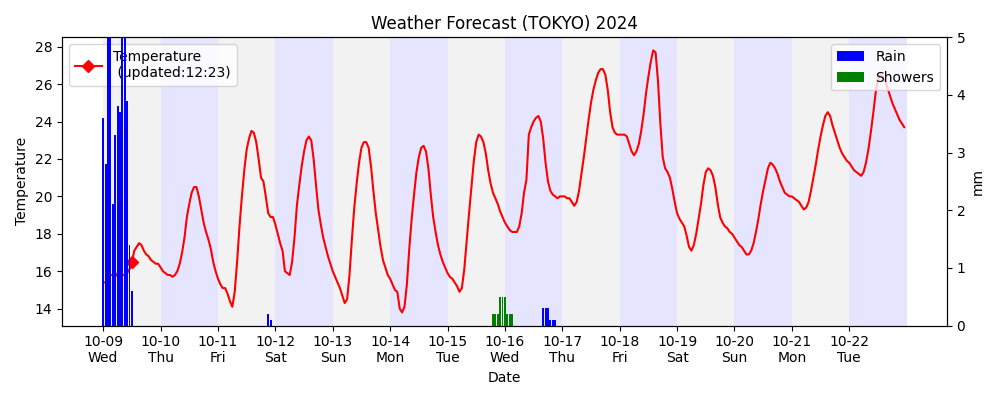 Weather Forecast (TOKYO) 2024
Temperature
(updated:12:23)
Rain
Showers
Temperature
28
26
24
22
20
18
16
14
5
4
3
2
1
0
mm
10-09 10-10 10-11 10-12 10-13 10-14 10-15 10-16 10-17 10-18 10-19 10-20 10-21 10-22
Wed Thu Fri Sat Sun Mon Tue Wed Thu Fri Sat Sun Mon Tue
Date